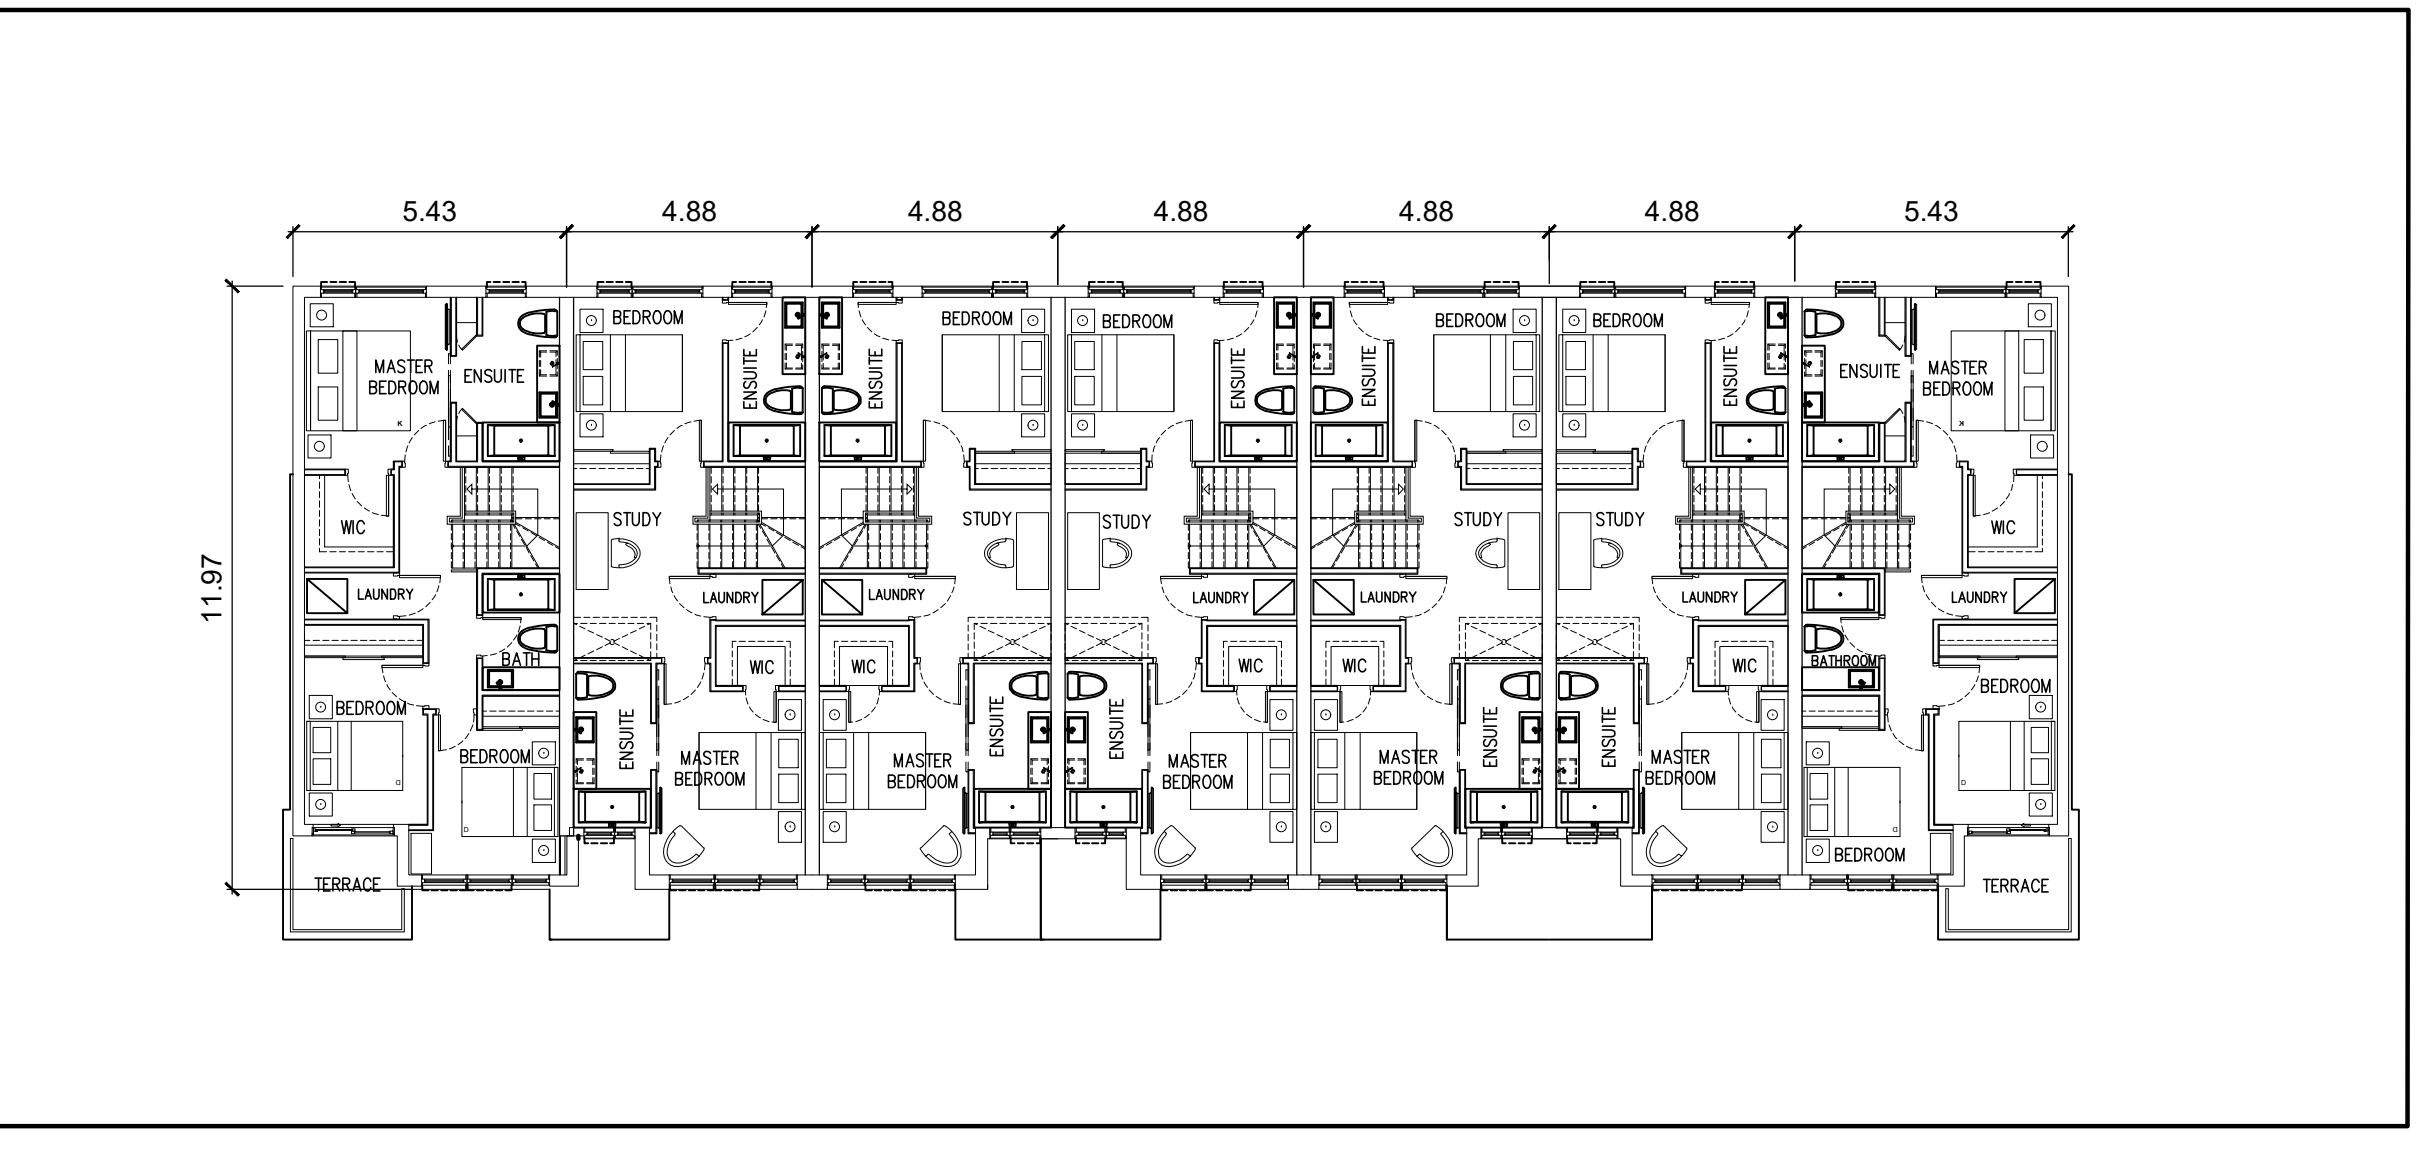 5.43 4.88 4.88 4.88 4.88 4.88 5.43
11.97
MASTER
BEDROOM
K
ENSUITE
WIC
LAUNDRY
BATH
BEDROOM
D
BEDROOM
D
TERRACE
BEDROOM
ENSUITE
STUDY
LAUNDRY
WIC
ENSUITE
MASTER
BEDROOM
ENSUITE
BEDROOM
STUDY
LAUNDRY
WIC
ENSUITE
MASTER
BEDROOM
BEDROOM
ENSUITE
STUDY
LAUNDRY
WIC
ENSUITE
MASTER
BEDROOM
ENSUITE
BEDROOM
STUDY
LAUNDRY
WIC
ENSUITE
MASTER
BEDROOM
BEDROOM
ENSUITE
STUDY
LAUNDRY
WIC
ENSUITE
MASTER
BEDROOM
ENSUITE
MASTER
BEDROOM
K
WIC
LAUNDRY
BATHROOM
BEDROOM
D
D
BEDROOM
TERRACE